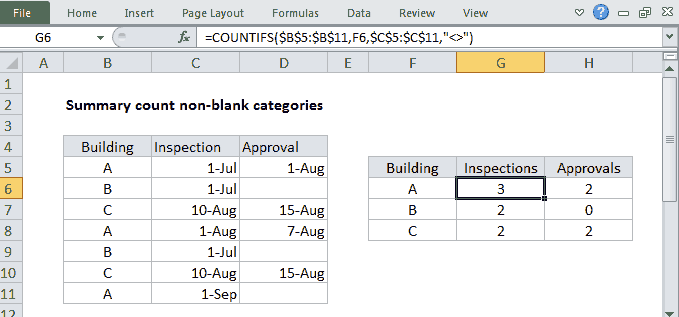 File Home Insert Page Layout Formulas Data Review View
G6 fx =COUNTIFS($B$5:$B$11,F6,$C$5:$C$11,"<>")
A B C D E F G H
1
2 Summary count non-blank categories
3
4 Building Inspection Approval
5 A 1-Jul 1-Aug Building Inspections Approvals
6 B 1-Jul A 3 2
7 C 10-Aug 15-Aug B 2 0
8 A 1-Aug 7-Aug C 2 2
9 B 1-Jul
10 C 10-Aug 15-Aug
11 A 1-Sep
12